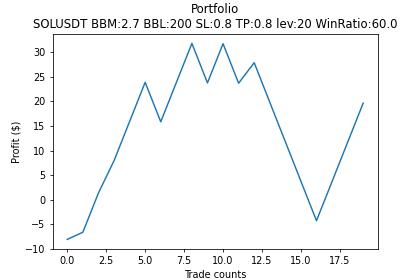 Portfolio
SOLUSDT BBM:2.7 BBL:200 SL:0.8 TP:0.8 lev:20 WinRatio:60.0
30
25
20
15
10
5
0
−5
−10
Profit ($)
0.0 2.5 5.0 7.5 10.0 12.5 15.0 17.5
Trade counts